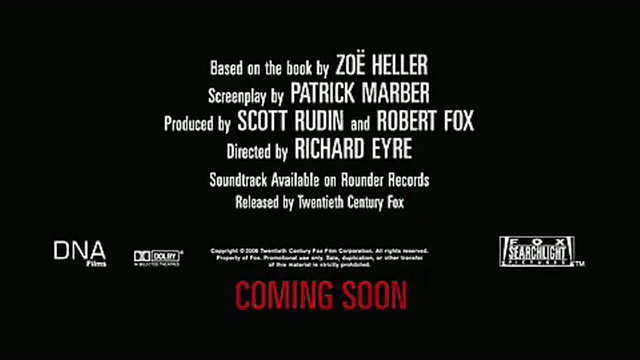 Based on the book by ZOË HELLER
Screenplay by PATRICK MARBER
Produced by SCOTT RUDIN and ROBERT FOX
Directed by RICHARD EYRE
Soundtrack Available on Rounder Records
Released by Twentieth Century Fox
DNA
Films
DOLBY
IN SELECTED THEATRES
Copyright © 2006 Twentieth Century Fox Film Corporation. All rights reserved.
Property of Fox. Promotional use only. Sale, duplication, or other transfer
of this material is strictly prohibited.
FOX
SEARCHLIGHT
PICTURES
TM
COMING SOON